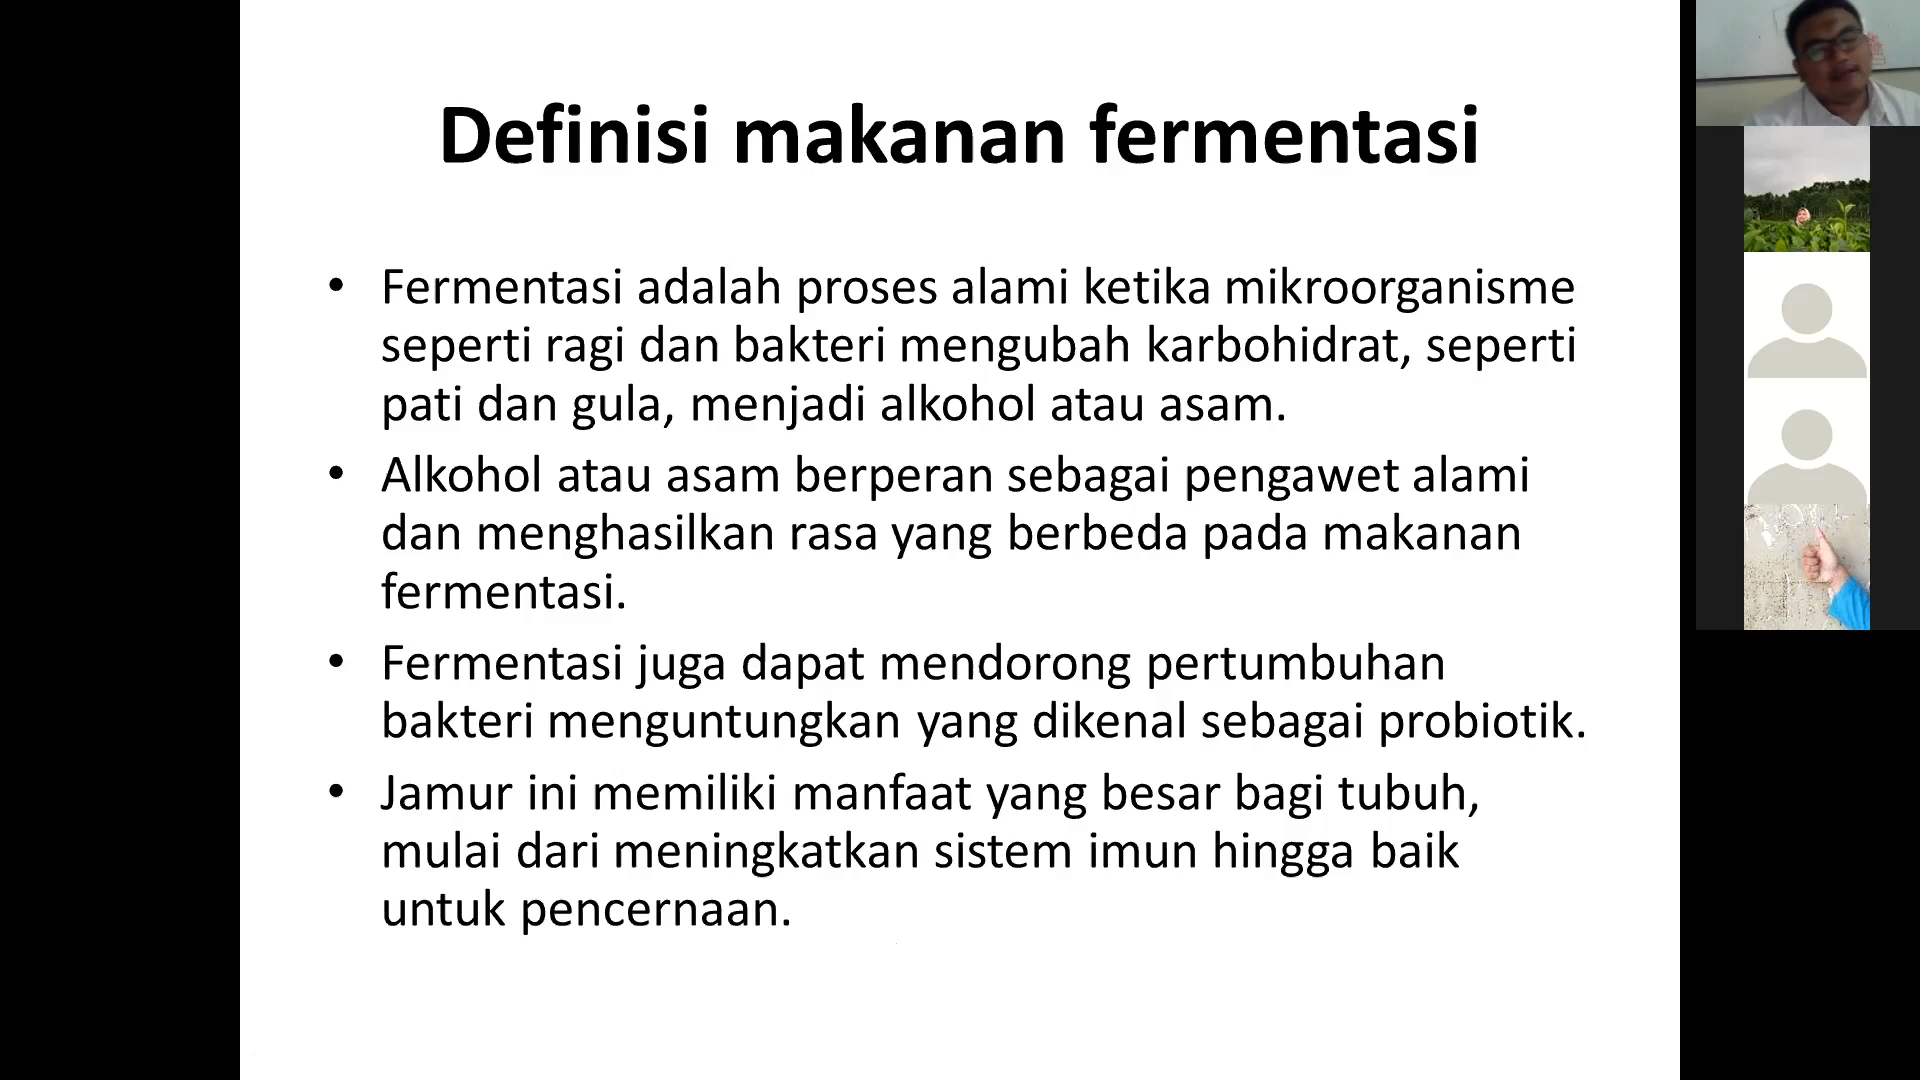 Definisi makanan fermentasi
• Fermentasi adalah proses alami ketika mikroorganisme
seperti ragi dan bakteri mengubah karbohidrat, seperti
pati dan gula, menjadi alkohol atau asam.
• Alkohol atau asam berperan sebagai pengawet alami
dan menghasilkan rasa yang berbeda pada makanan
fermentasi.
• Fermentasi juga dapat mendorong pertumbuhan
bakteri menguntungkan yang dikenal sebagai probiotik.
• Jamur ini memiliki manfaat yang besar bagi tubuh,
mulai dari meningkatkan sistem imun hingga baik
untuk pencernaan.